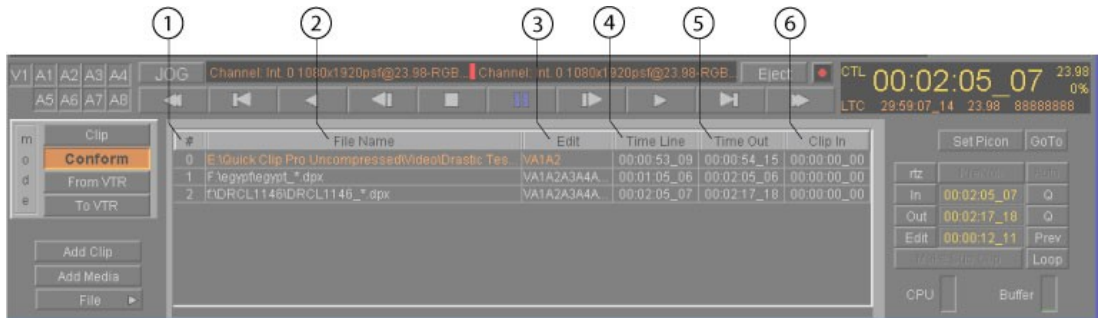 1 2 3 4 5 6
V1 A1 A2 A3 A4 JOG Channel: Int. 0 1080x1920psf@23.98-RGB... Channel: Int. 0 1080x1920psf@23.98-RGB... Eject CTL 00:02:05_07 23.98
A5 A6 A7 A8 0%
LTC 29:59:07_14 23.98 88888888
mode Clip # File Name Edit Time Line Time Out Clip In Set Picon GoTo
Conform 0 E:\Quick Clip Pro Uncompressed\Video\Drastic Tes... VA1A2 00:00:53_09 00:00:54_15 00:00:00_00
From VTR 1 F:\egypt\egypt_*.dpx VA1A2A3A4A... 00:01:05_06 00:02:05_06 00:00:00_00 rtz
To VTR 2 f:\DRCL1146\DRCL1146_*.dpx VA1A2A3A4A... 00:02:05_07 00:02:17_18 00:00:00_00 In 00:02:05_07 Q
Out 00:02:17_18 Q
Edit 00:00:12_11 Prev
Add Clip Loop
Add Media
File CPU Buffer